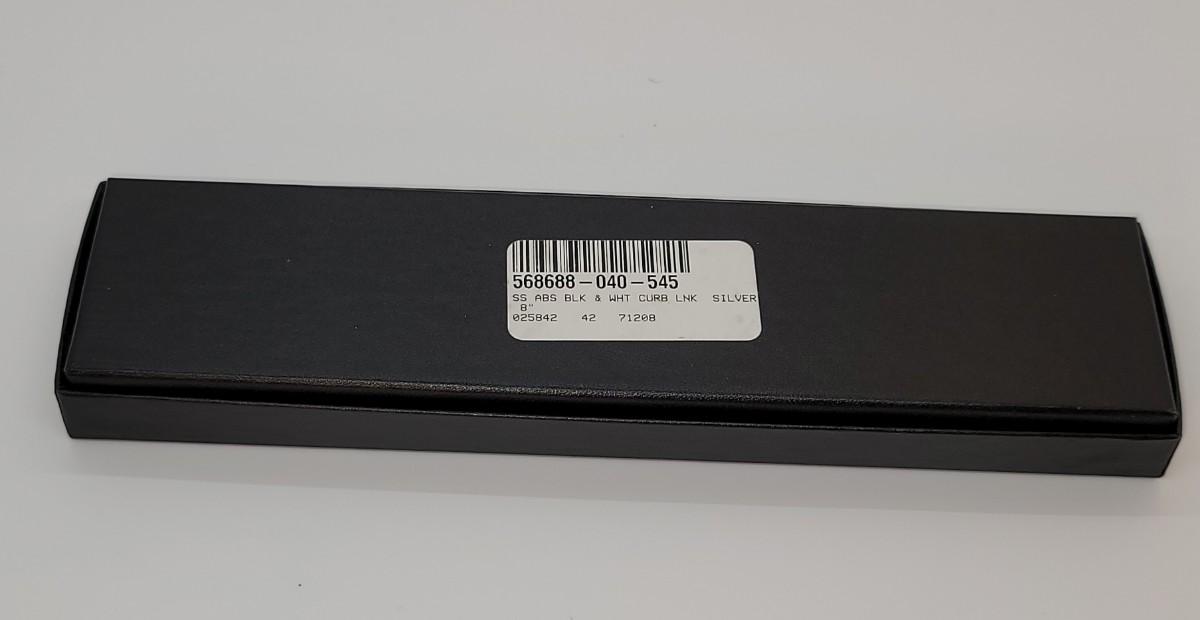 568688-040-545
SS ABS BLK & WHT CURB LNK SILVER
8"
025842 42 71208